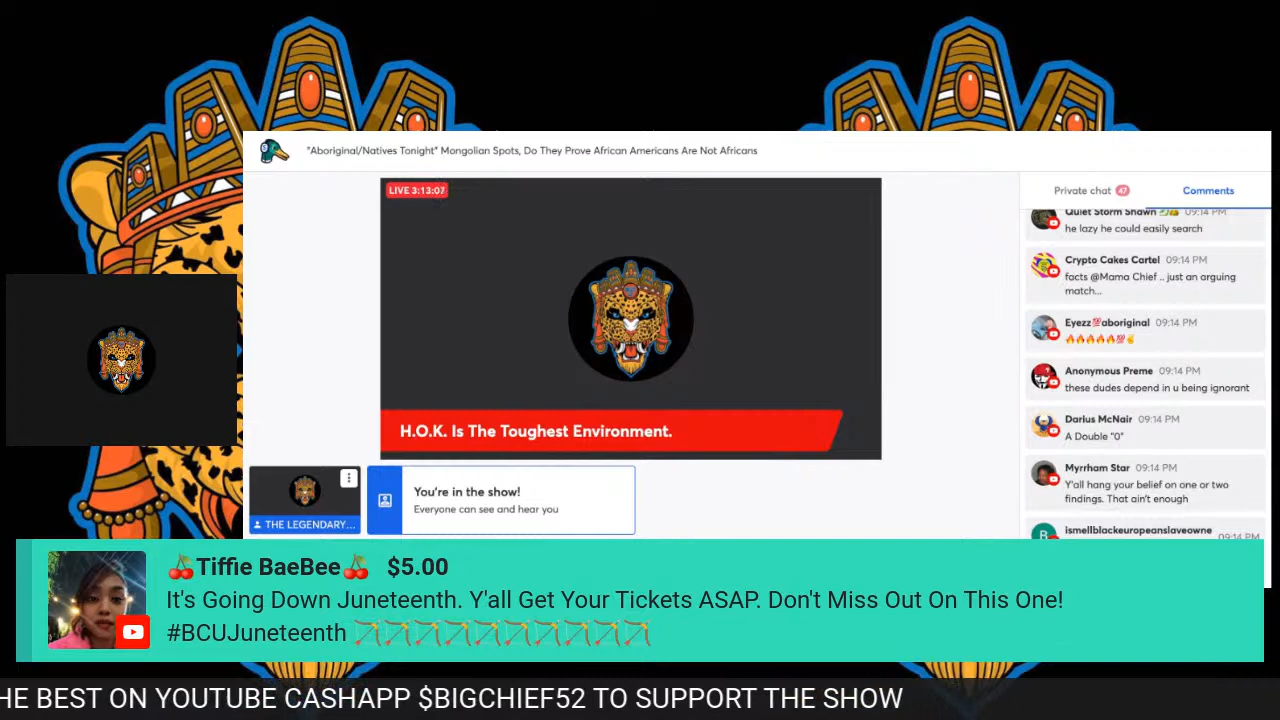 "Aboriginal/Natives Tonight" Mongolian Spots, Do They Prove African Americans Are Not Africans
LIVE 3:13:07
H.O.K. Is The Toughest Environment.
THE LEGENDARY...
You're in the show!
Everyone can see and hear you
Private chat 47
Comments
Quiet Storm Shawn 09:14 PM
he lazy he could easily search
Crypto Cakes Cartel 09:14 PM
facts @Mama Chief .. just an arguing
match...
Eyezz💯aboriginal 09:14 PM
🔥🔥🔥🔥🔥💯✌
Anonymous Preme 09:14 PM
these dudes depend in u being ignorant
Darius McNair 09:14 PM
A Double "0"
Myrrham Star 09:14 PM
Y'all hang your belief on one or two
findings. That ain't enough
ismellblackeuropeanslaveowne 09:14 PM
🍒Tiffie BaeBee🍒 $5.00
It's Going Down Juneteenth. Y'all Get Your Tickets ASAP. Don't Miss Out On This One!
#BCUJuneteenth 🏹🏹🏹🏹🏹🏹🏹🏹🏹🏹
HE BEST ON YOUTUBE CASHAPP $BIGCHIEF52 TO SUPPORT THE SHOW